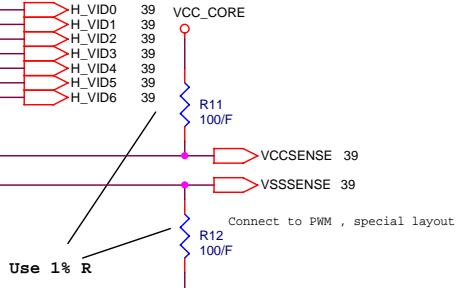 H_VID0 39 VCC_CORE
H_VID1 39
H_VID2 39
H_VID3 39
H_VID4 39
H_VID5 39
H_VID6 39
R11
100/F
VCCSENSE 39
VSSSENSE 39
Connect to PWM , special layout
R12
100/F
Use 1% R